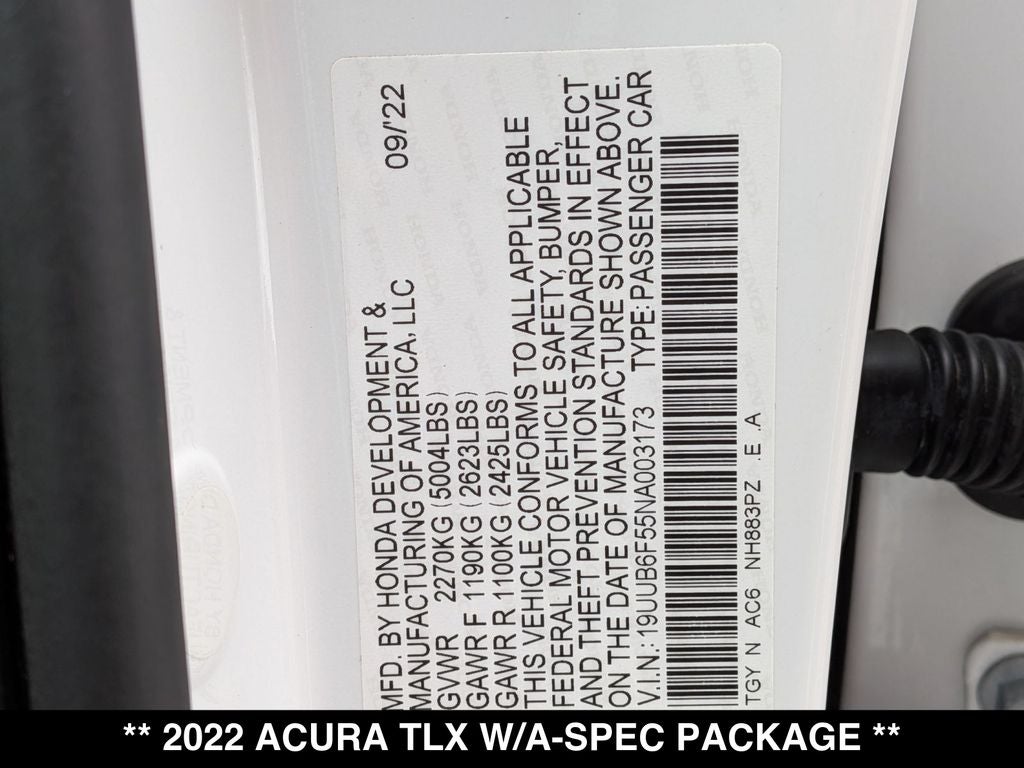 MFD. BY HONDA DEVELOPMENT & 09/'22
MANUFACTURING OF AMERICA, LLC
GVWR 2270KG (5004LBS)
GAWR F 1190KG (2623LBS)
GAWR R 1100KG (2425LBS)
THIS VEHICLE CONFORMS TO ALL APPLICABLE
FEDERAL MOTOR VEHICLE SAFETY, BUMPER,
AND THEFT PREVENTION STANDARDS IN EFFECT
ON THE DATE OF MANUFACTURE SHOWN ABOVE.
V.I.N.: 19UUB6F55NA003173 TYPE: PASSENGER CAR
TGY N AC6 NH883PZ .E .A
** 2022 ACURA TLX W/A-SPEC PACKAGE **